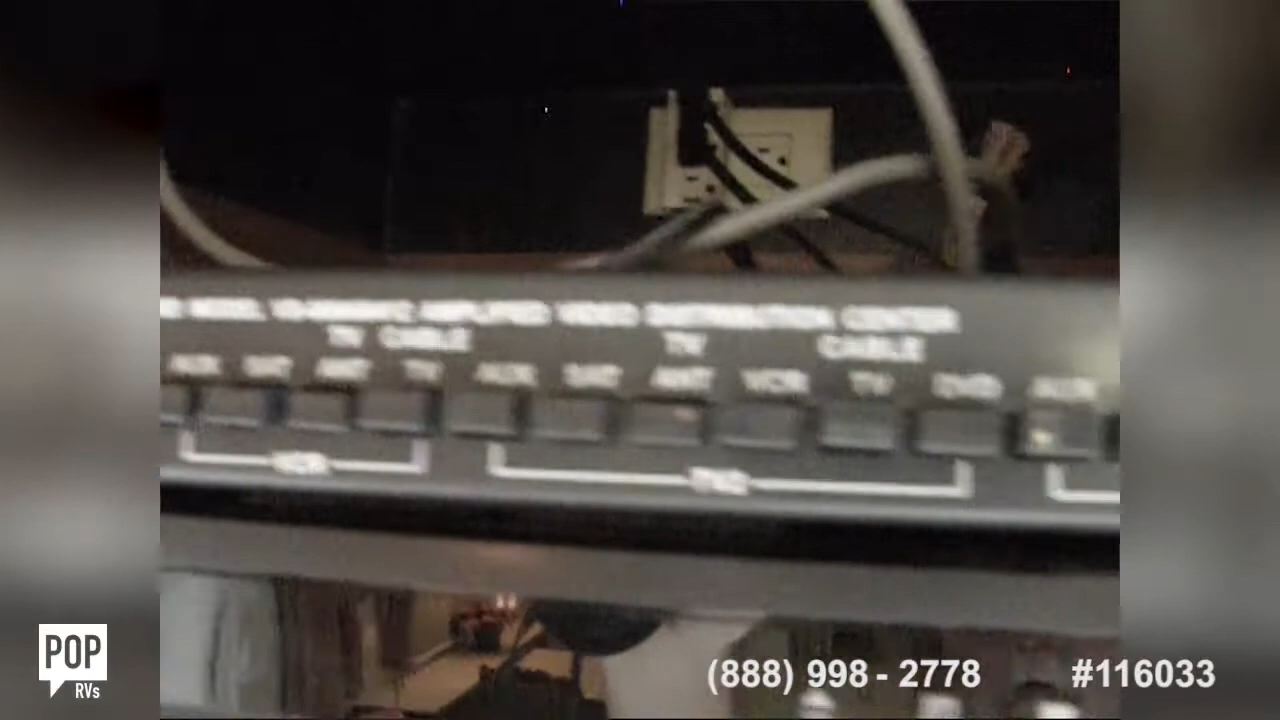 AMPLIFIED VIDEO DISTRIBUTION CENTER
TV CABLE TV CABLE
AUX SAT ANT TV AUX SAT ANT VCR TV DVD AUX
VCR
POP
RVs
(888) 998 - 2778 #116033